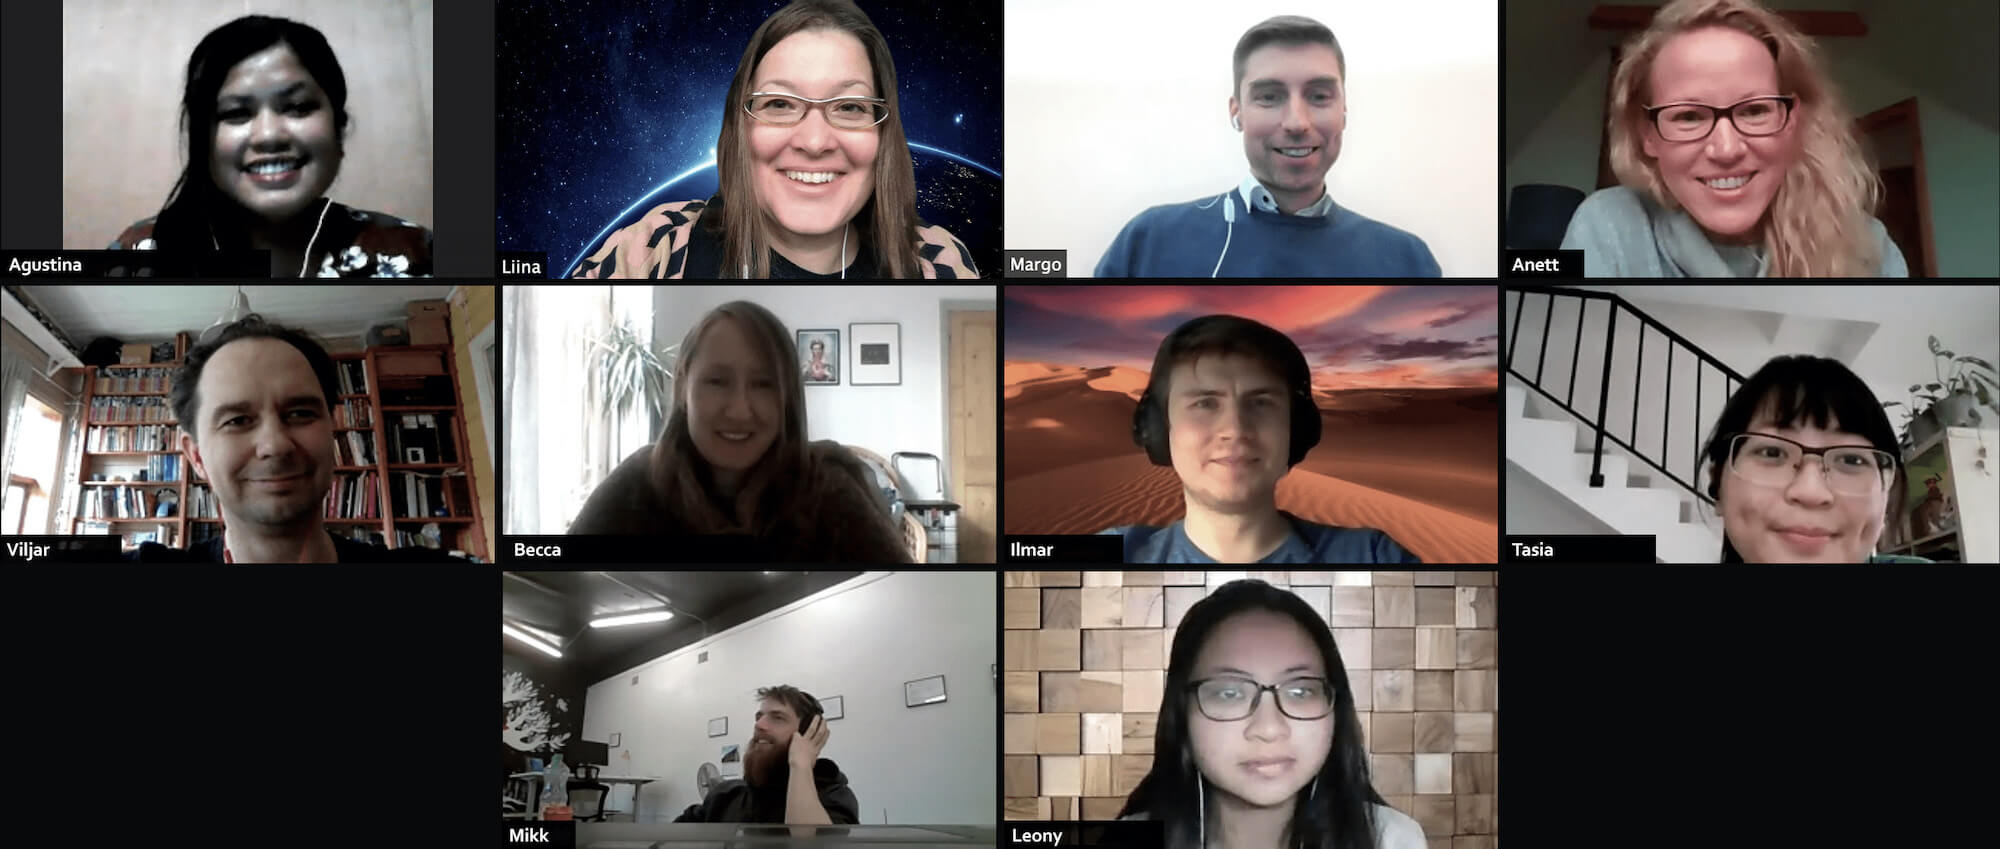 Agustina
Liina
Margo
Anett
Viljar
Becca
Ilmar
Tasia
Mikk
Leony